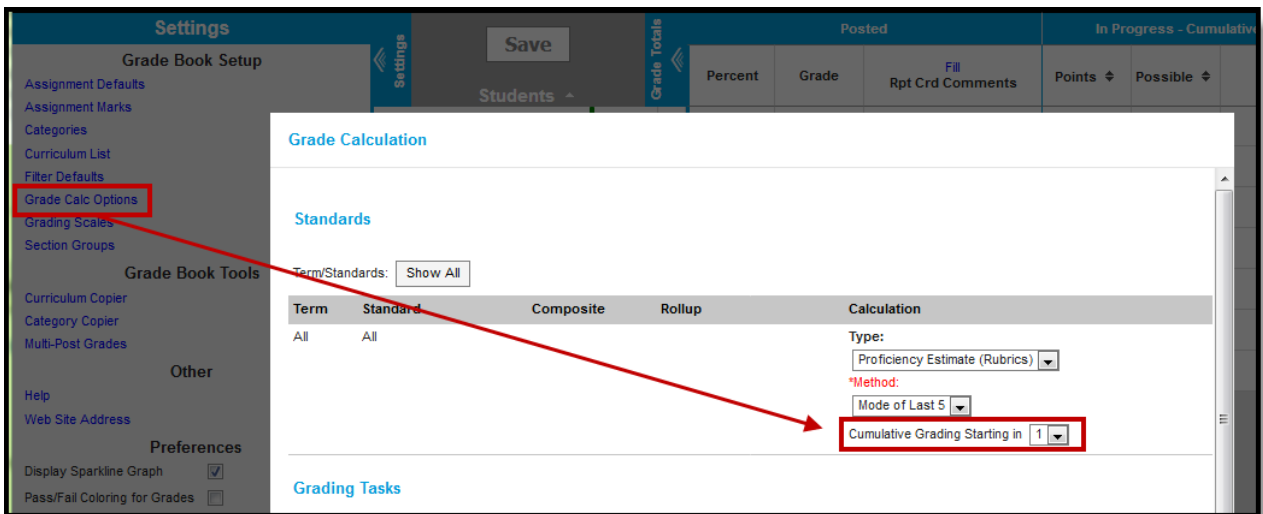 Settings
Grade Book Setup
Assignment Defaults
Assignment Marks
Categories
Curriculum List
Filter Defaults
Grade Calc Options
Grading Scales
Section Groups
Grade Book Tools
Curriculum Copier
Category Copier
Multi-Post Grades
Other
Help
Web Site Address
Preferences
Display Sparkline Graph
Pass/Fail Coloring for Grades
Settings
Save
Students
Grade Totals
Posted
In Progress - Cumulative
Percent Grade Fill Points Possible
Rpt Crd Comments
Grade Calculation
Standards
Term/Standards: Show All
Term Standard Composite Rollup Calculation
All All Type:
Proficiency Estimate (Rubrics)
*Method:
Mode of Last 5
Cumulative Grading Starting in 1
Grading Tasks